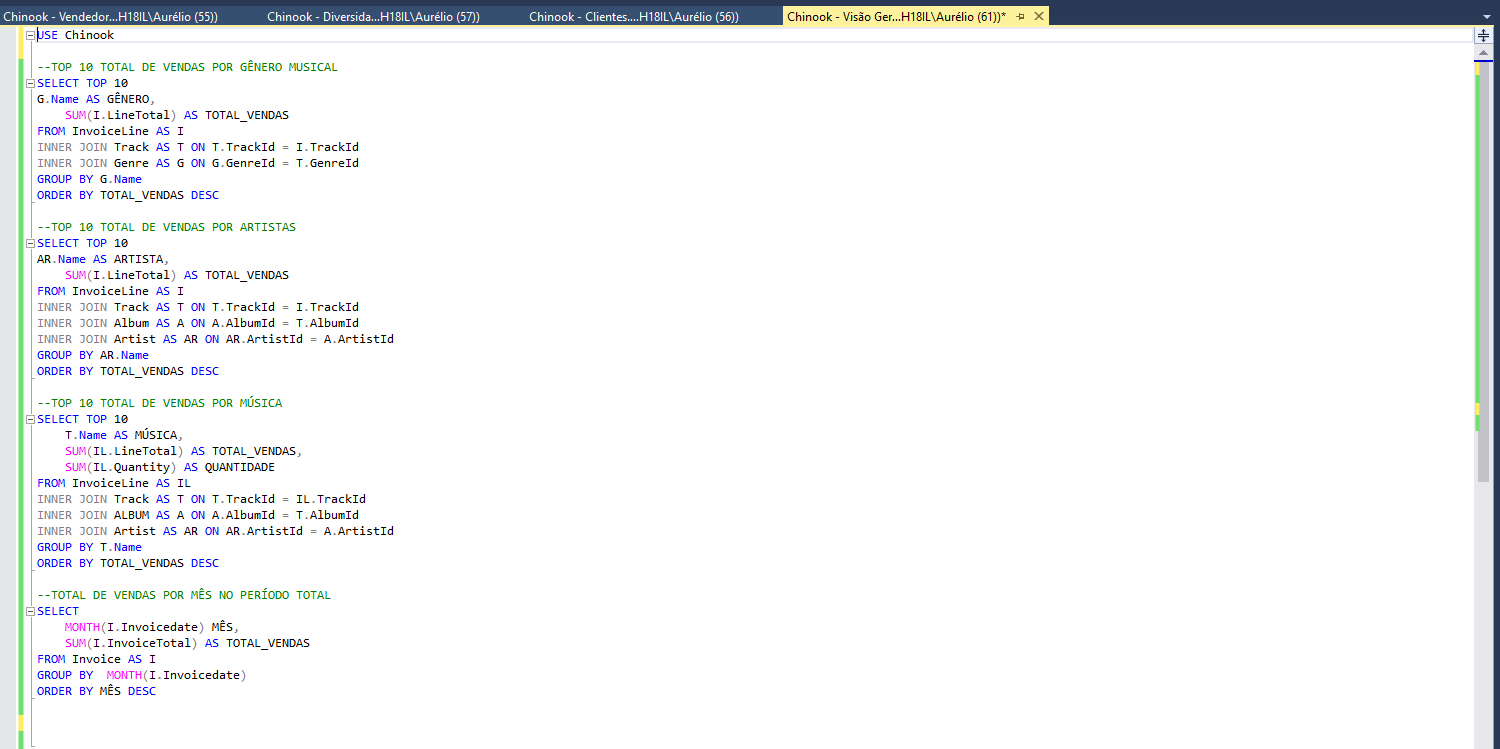 Chinook - Vendedor...H18IL\Aurélio (55))
Chinook - Diversida...H18IL\Aurélio (57))
Chinook - Clientes....H18IL\Aurélio (56))
Chinook - Visão Ger...H18IL\Aurélio (61))*
USE Chinook
--TOP 10 TOTAL DE VENDAS POR GÊNERO MUSICAL
SELECT TOP 10
G.Name AS GÊNERO,
SUM(I.LineTotal) AS TOTAL_VENDAS
FROM InvoiceLine AS I
INNER JOIN Track AS T ON T.TrackId = I.TrackId
INNER JOIN Genre AS G ON G.GenreId = T.GenreId
GROUP BY G.Name
ORDER BY TOTAL_VENDAS DESC
--TOP 10 TOTAL DE VENDAS POR ARTISTAS
SELECT TOP 10
AR.Name AS ARTISTA,
SUM(I.LineTotal) AS TOTAL_VENDAS
FROM InvoiceLine AS I
INNER JOIN Track AS T ON T.TrackId = I.TrackId
INNER JOIN Album AS A ON A.AlbumId = T.AlbumId
INNER JOIN Artist AS AR ON AR.ArtistId = A.ArtistId
GROUP BY AR.Name
ORDER BY TOTAL_VENDAS DESC
--TOP 10 TOTAL DE VENDAS POR MÚSICA
SELECT TOP 10
T.Name AS MÚSICA,
SUM(IL.LineTotal) AS TOTAL_VENDAS,
SUM(IL.Quantity) AS QUANTIDADE
FROM InvoiceLine AS IL
INNER JOIN Track AS T ON T.TrackId = IL.TrackId
INNER JOIN ALBUM AS A ON A.AlbumId = T.AlbumId
INNER JOIN Artist AS AR ON AR.ArtistId = A.ArtistId
GROUP BY T.Name
ORDER BY TOTAL_VENDAS DESC
--TOTAL DE VENDAS POR MÊS NO PERÍODO TOTAL
SELECT
MONTH(I.Invoicedate) MÊS,
SUM(I.InvoiceTotal) AS TOTAL_VENDAS
FROM Invoice AS I
GROUP BY  MONTH(I.Invoicedate)
ORDER BY MÊS DESC